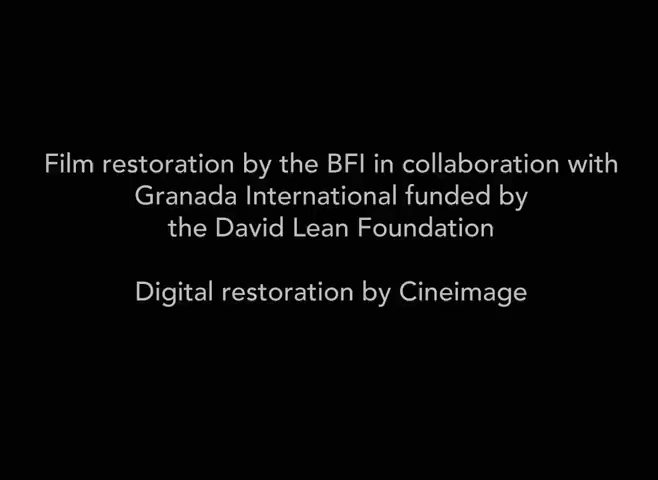 Film restoration by the BFI in collaboration with
Granada International funded by
the David Lean Foundation
Digital restoration by Cineimage